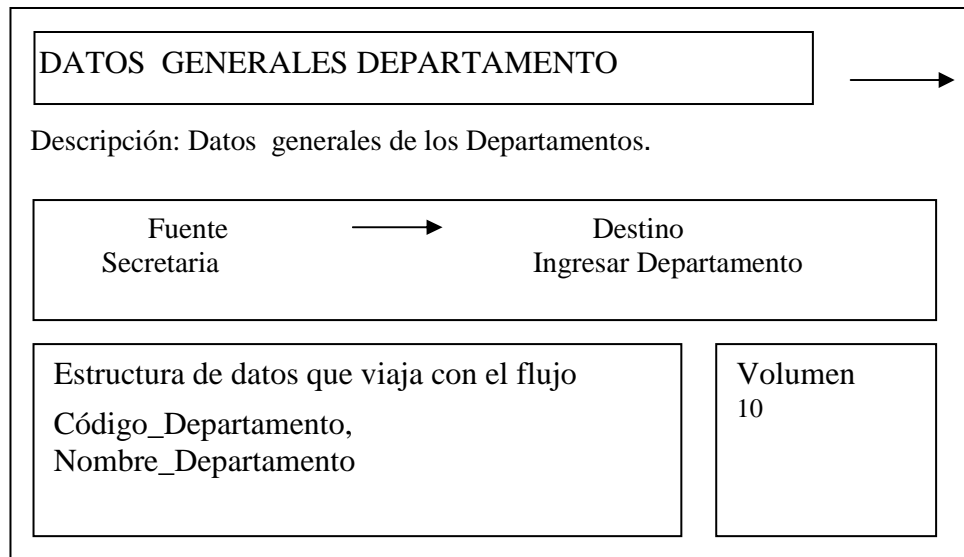 DATOS GENERALES DEPARTAMENTO
Descripción: Datos generales de los Departamentos.
Fuente Destino
Secretaria Ingresar Departamento
Estructura de datos que viaja con el flujo
Código_Departamento,
Nombre_Departamento
Volumen
10